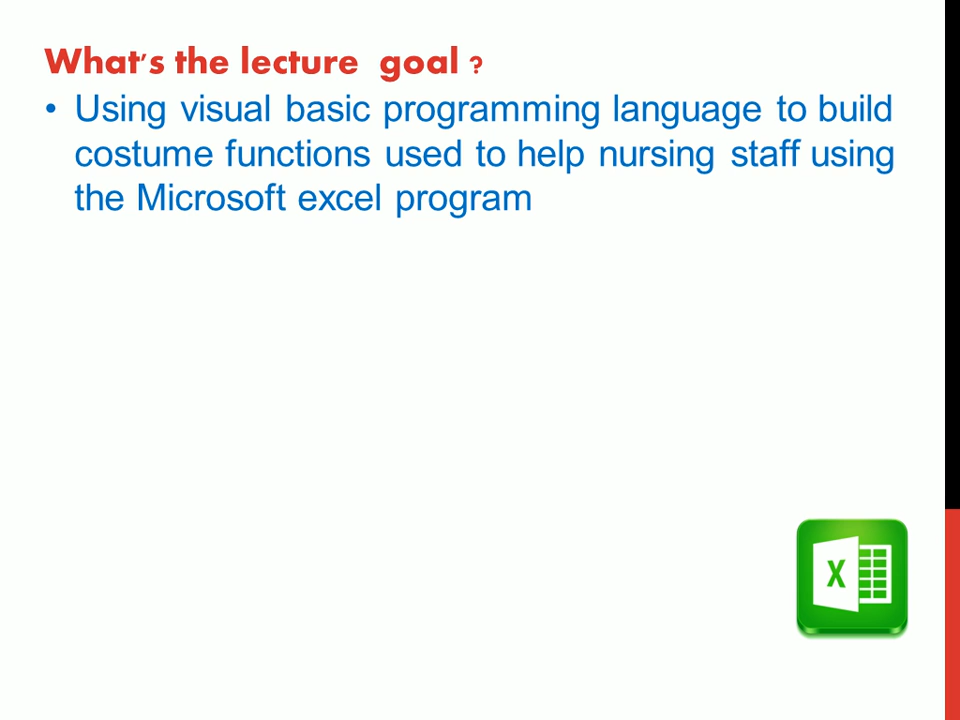 What's the lecture goal ?
• Using visual basic programming language to build
costume functions used to help nursing staff using
the Microsoft excel program
X